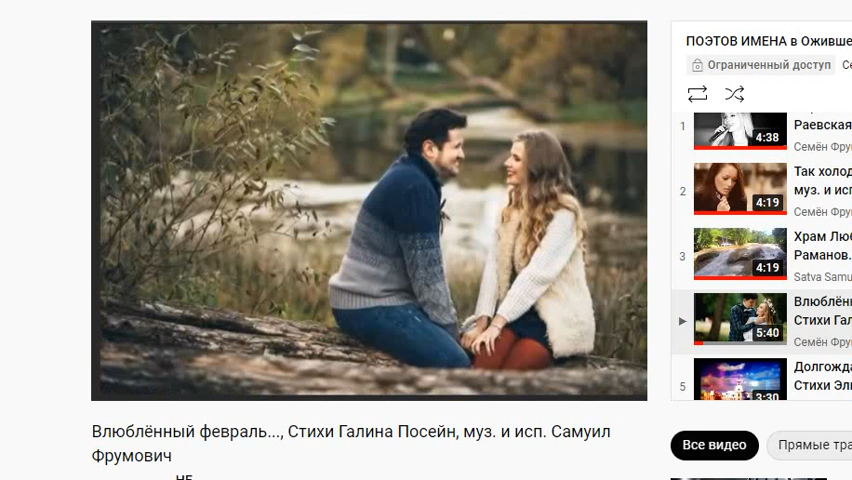 ПОЭТОВ ИМЕНА в Оживше
Ограниченный доступ
1
4:38
Раевская
Семён Фру
2
4:19
Так холод
муз. и исп
Семён Фру
3
4:19
Храм Люб
Раманов.
Satva Samu
5:40
Влюблённ
Стихи Гал
Семён Фру
5
3:30
Долгожда
Стихи Эль
Влюблённый февраль..., Стихи Галина Посейн, муз. и исп. Самуил
Фрумович
Все видео
Прямые тра